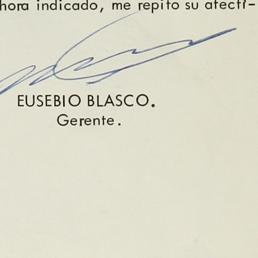 hora indicado, me repito su afectí-
EUSEBIO BLASCO.
Gerente.